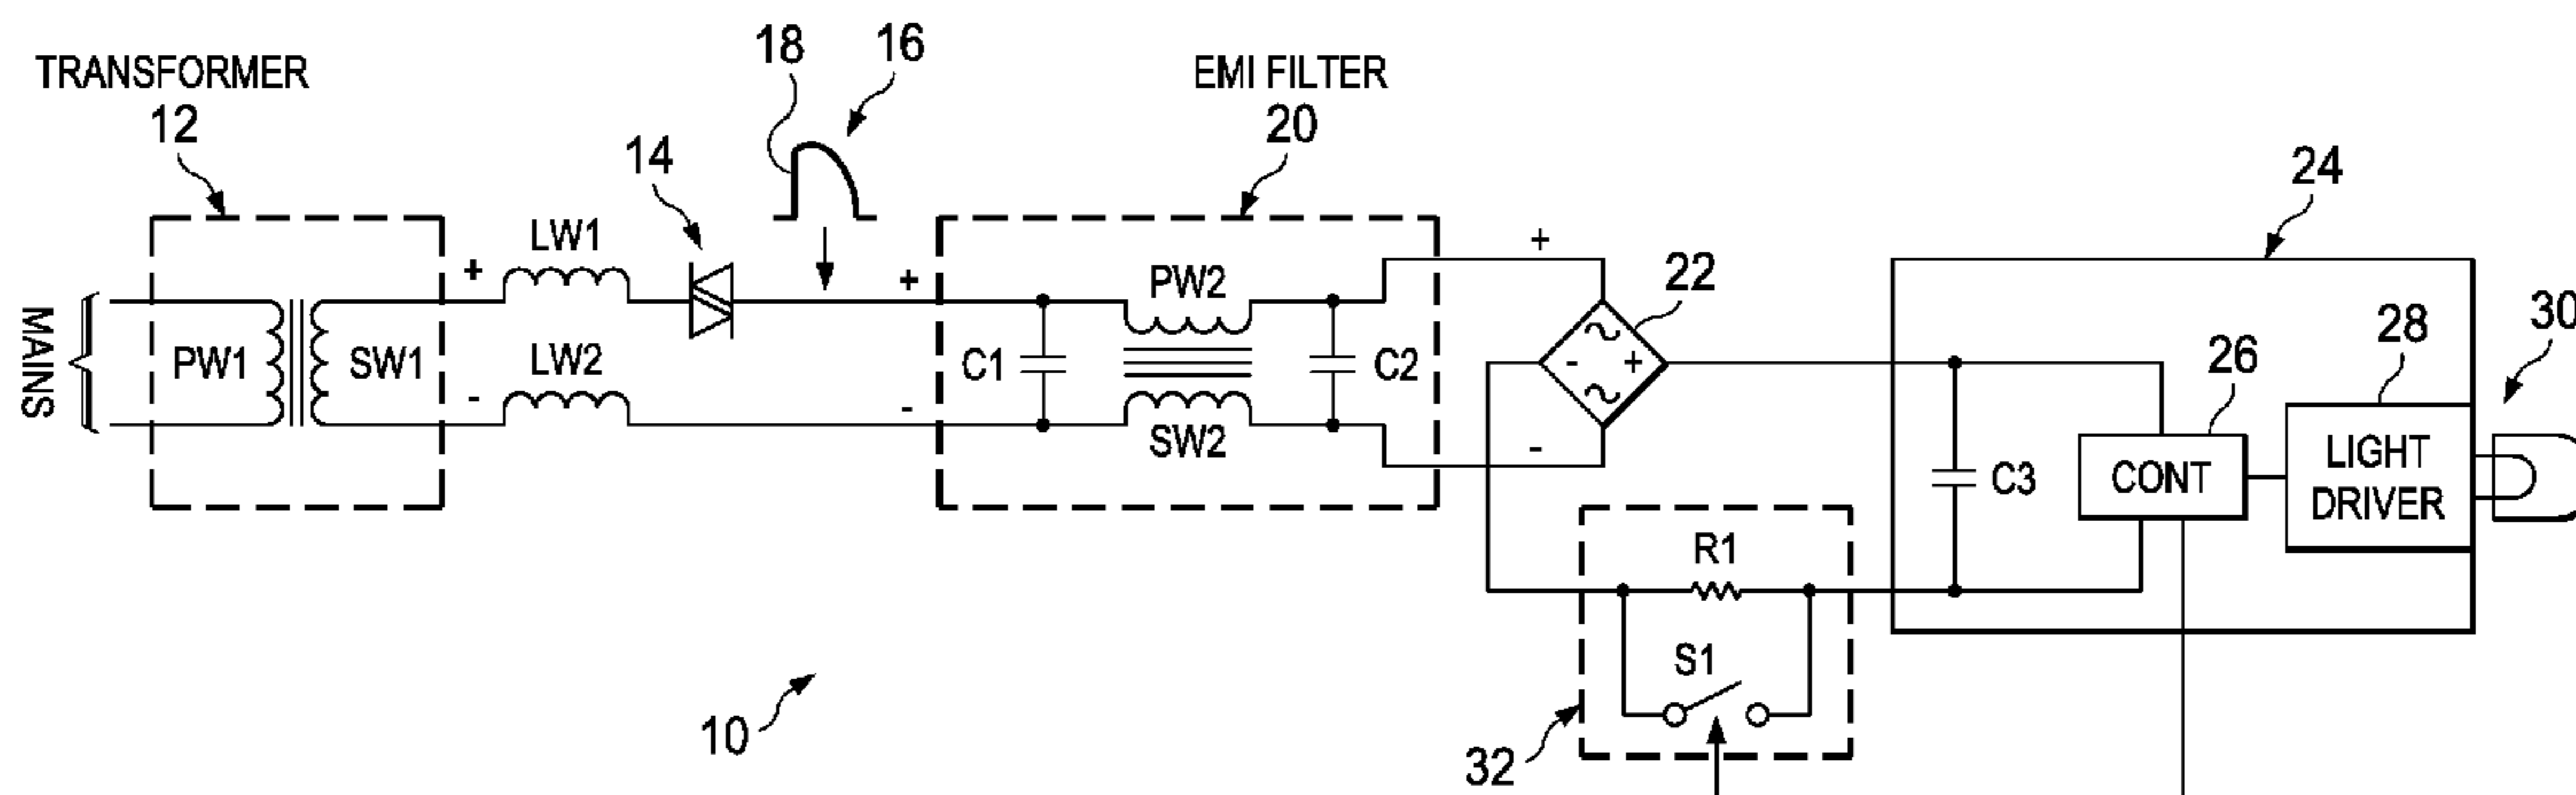 TRANSFORMER
12
18
16
EMI FILTER
20
14
24
MAINS
PW1
SW1
+
-
LW1
LW2
+
-
C1
PW2
SW2
C2
+
-
22
-
+
28
30
26
C3
CONT
LIGHT
DRIVER
R1
S1
32
10